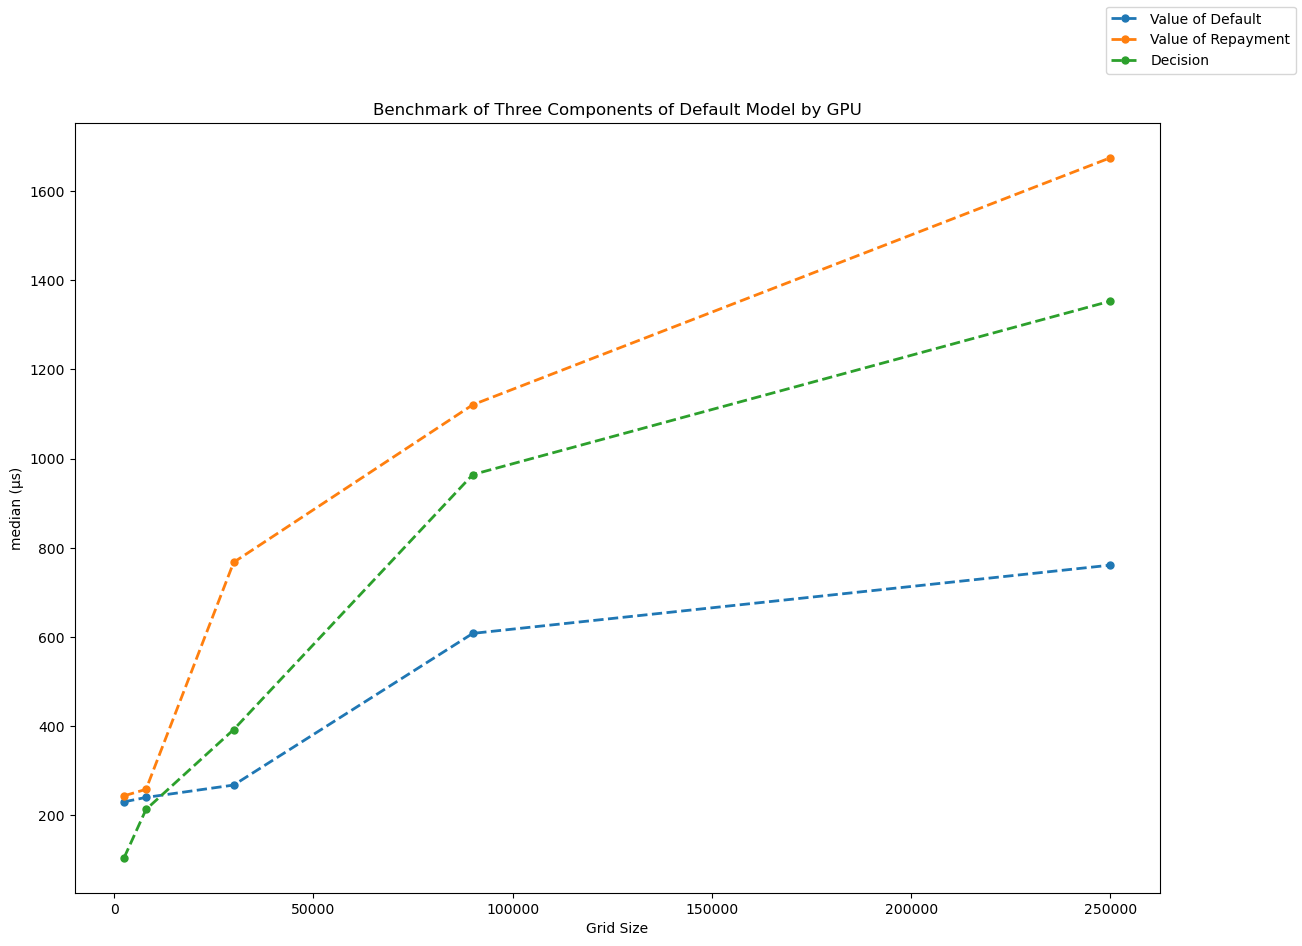 Value of Default
Value of Repayment
Decision
Benchmark of Three Components of Default Model by GPU
1600
1400
1200
1000
800
600
400
200
median (μs)
0 50000 100000 150000 200000 250000
Grid Size